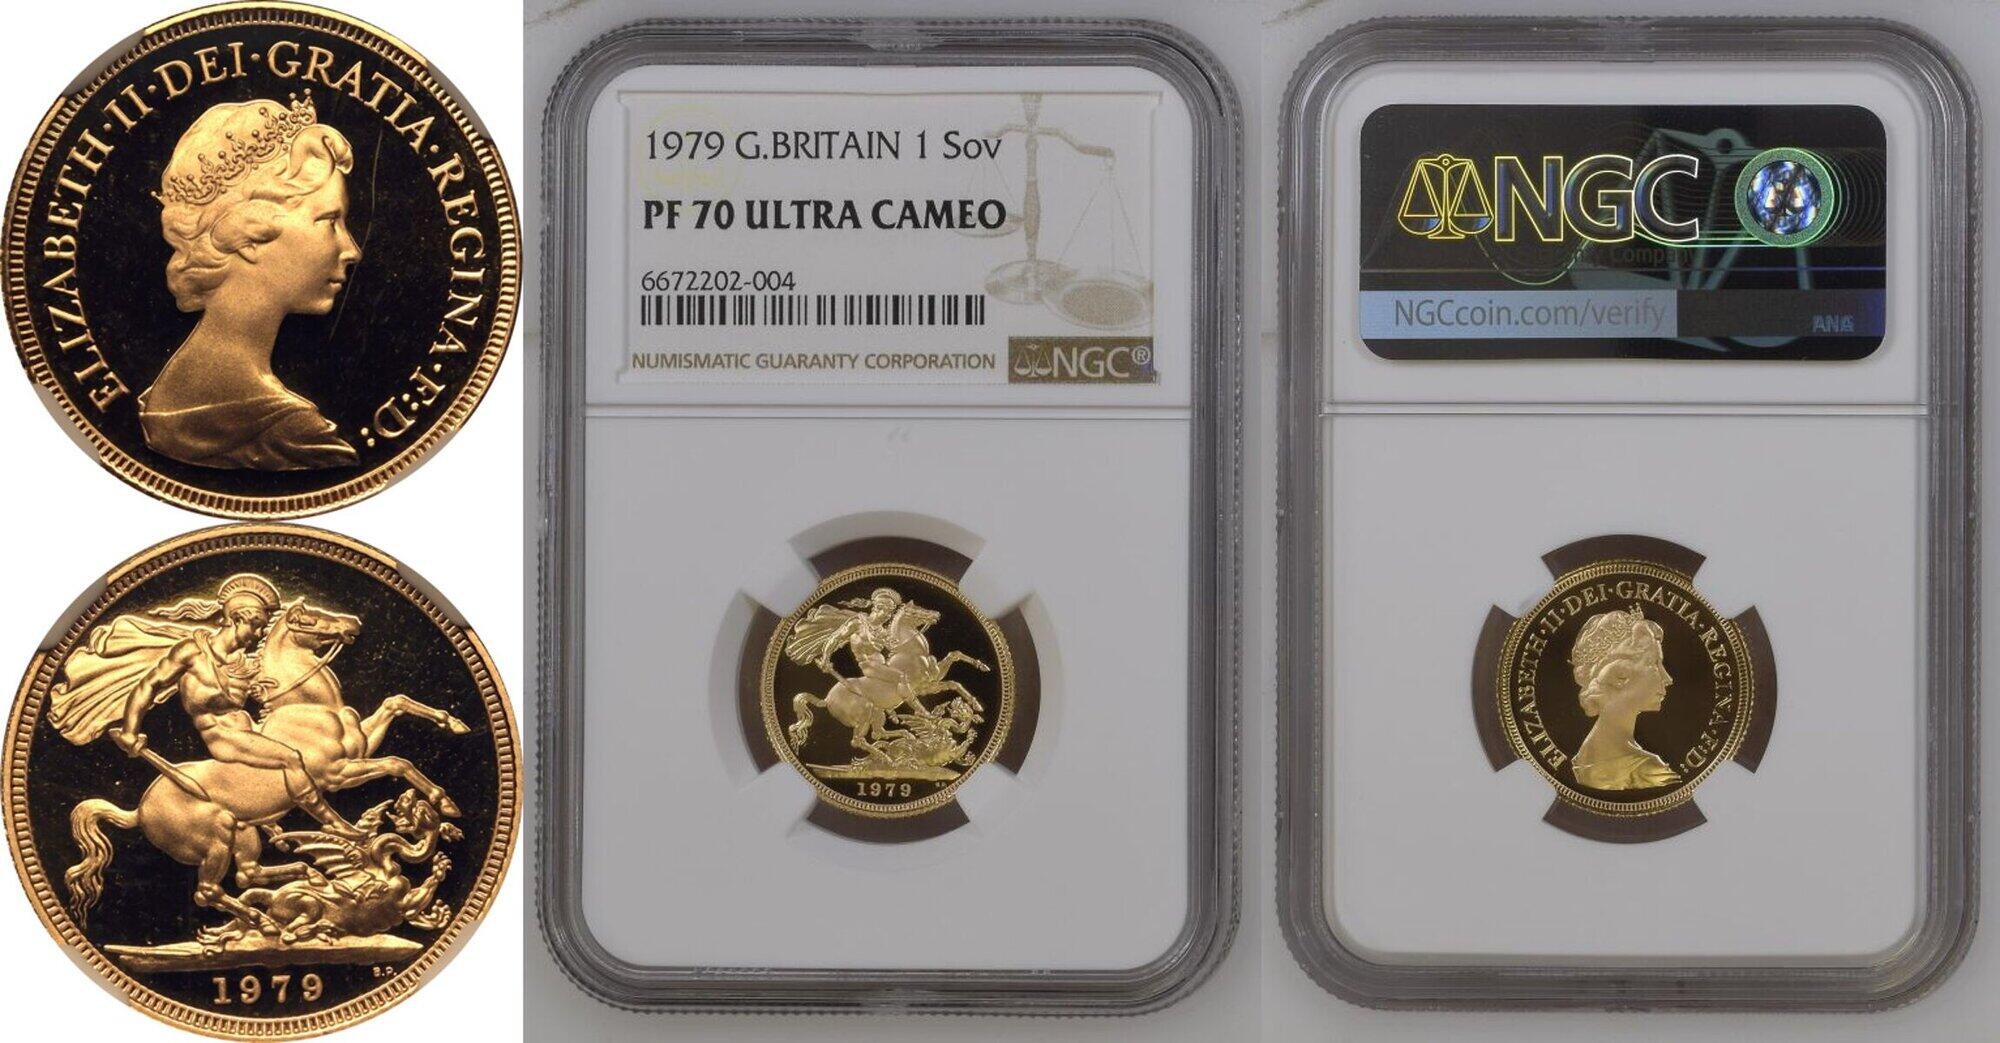 ELIZABETH·II·DEI·GRATIA·REGINA·F:D:
1979
B.P.
1979 G.BRITAIN 1 Sov
PF 70 ULTRA CAMEO
6672202-004
NUMISMATIC GUARANTY CORPORATION
NGC®
1979
NGC
NGCcoin.com/verify
ELIZABETH·II·DEI·GRATIA·REGINA·F:D: